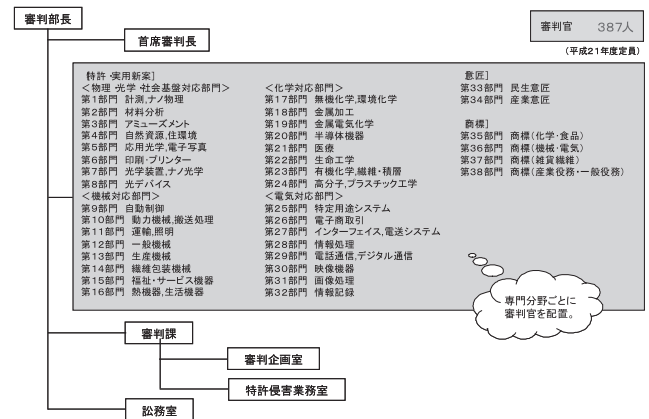 審判部長
首席審判長
審判官 387人
(平成21年度定員)
[特許・実用新案]
<物理・光学・社会基盤対応部門>
第1部門 計測,ナノ物理
第2部門 材料分析
第3部門 アミューズメント
第4部門 自然資源,住環境
第5部門 応用光学,電子写真
第6部門 印刷・プリンター
第7部門 光学装置,ナノ光学
第8部門 光デバイス
<機械対応部門>
第9部門 自動制御
第10部門 動力機械,搬送処理
第11部門 運輸,照明
第12部門 一般機械
第13部門 生産機械
第14部門 繊維包装機械
第15部門 福祉・サービス機器
第16部門 熱機器,生活機器
<化学対応部門>
第17部門 無機化学,環境化学
第18部門 金属加工
第19部門 金属電気化学
第20部門 半導体機器
第21部門 医療
第22部門 生命工学
第23部門 有機化学,繊維・積層
第24部門 高分子,プラスチック工学
<電気対応部門>
第25部門 特定用途システム
第26部門 電子商取引
第27部門 インターフェイス,電送システム
第28部門 情報処理
第29部門 電話通信,デジタル通信
第30部門 映像機器
第31部門 画像処理
第32部門 情報記録
意匠]
第33部門 民生意匠
第34部門 産業意匠
商標]
第35部門 商標(化学・食品)
第36部門 商標(機械・電気)
第37部門 商標(雑貨繊維)
第38部門 商標(産業役務・一般役務)
専門分野ごとに
審判官を配置。
審判課
審判企画室
特許侵害業務室
訟務室